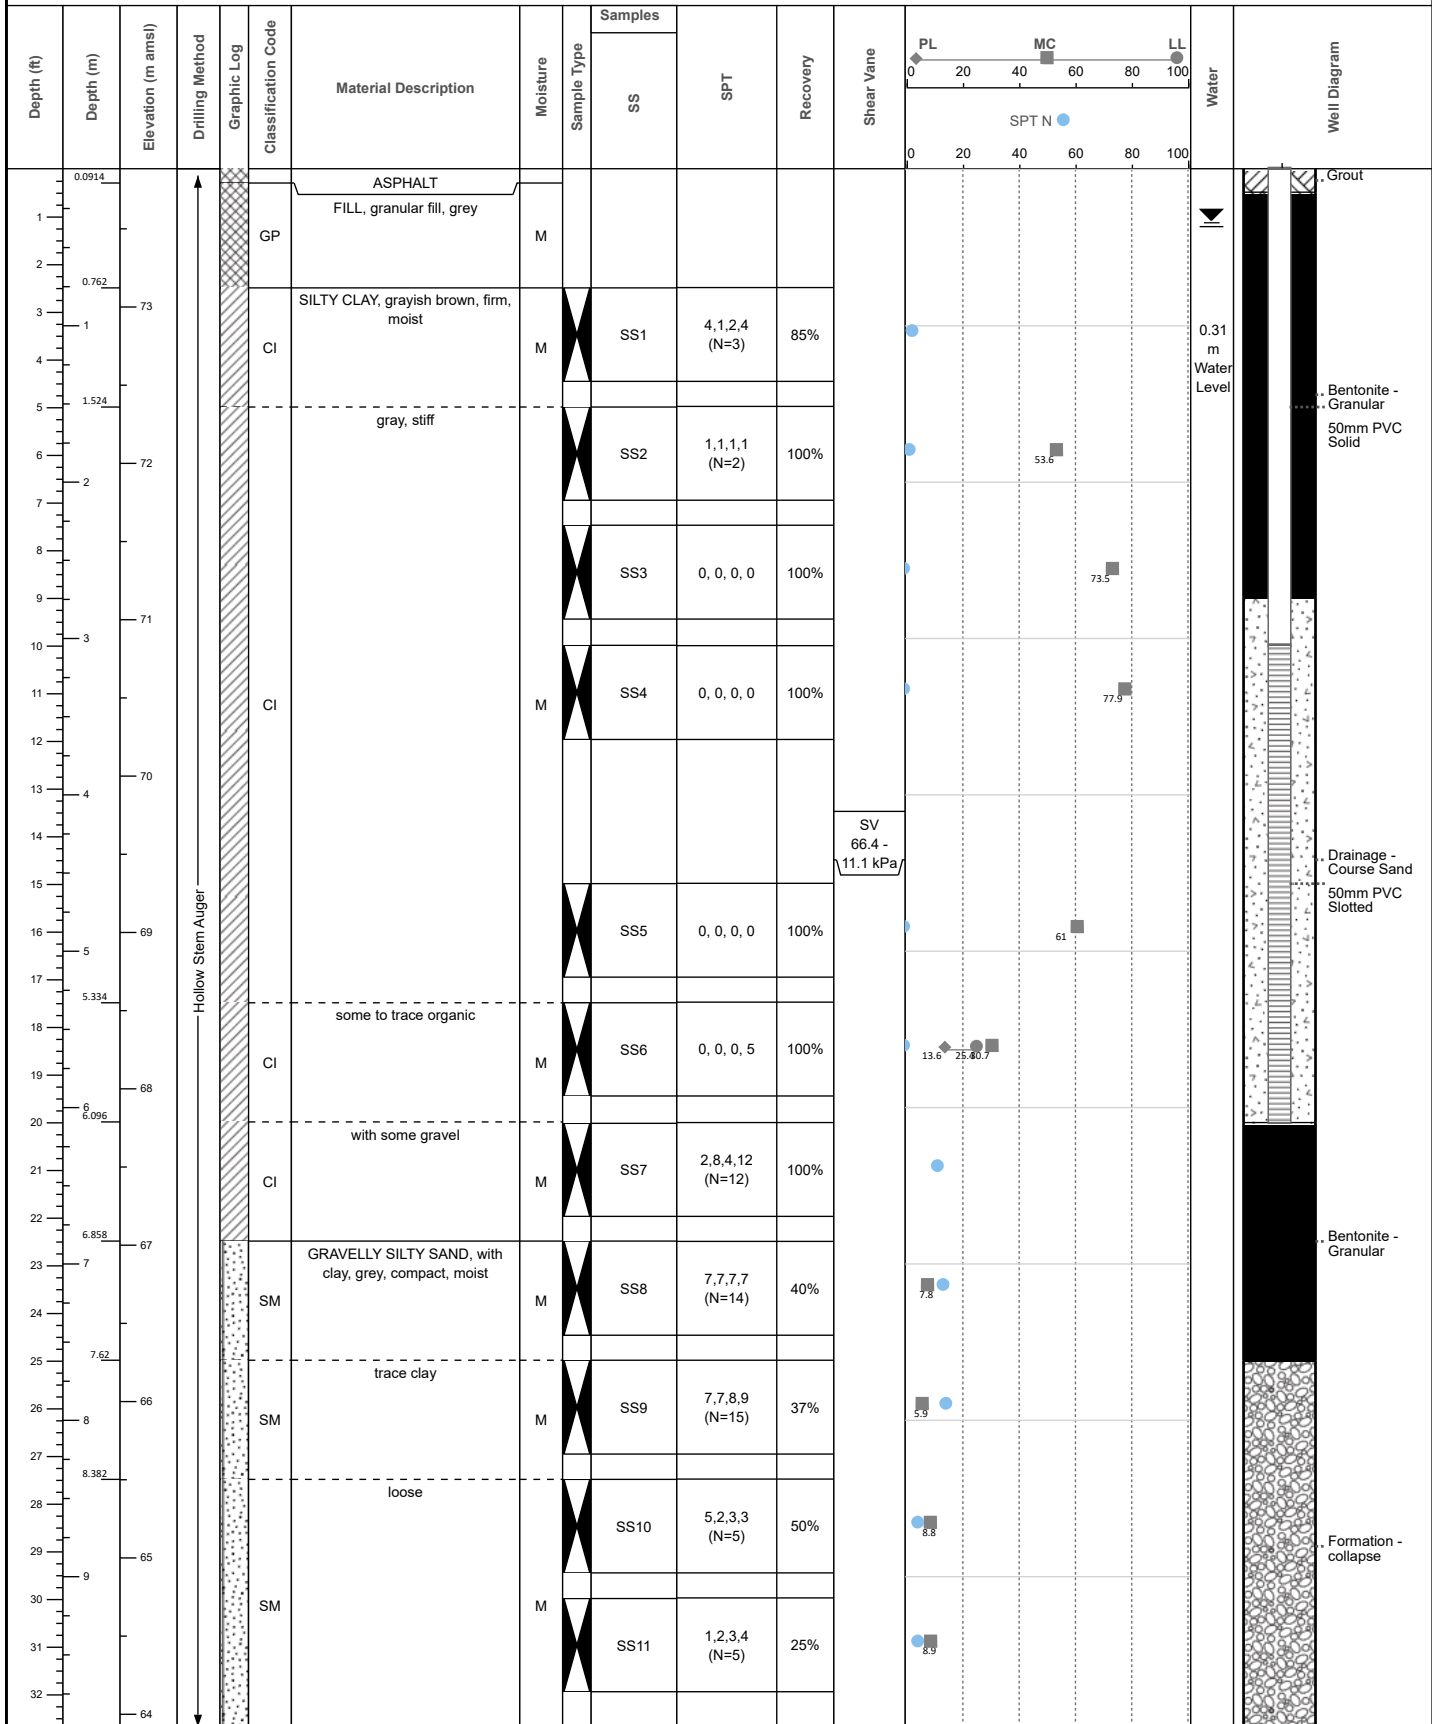 Samples
Depth (ft)
Depth (m)
Elevation (m amsl)
Drilling Method
Graphic Log
Classification Code
Material Description
Moisture
Sample Type
SS
SPT
Recovery
Shear Vane
PL MC LL
0 20 40 60 80 100
SPT N
0 20 40 60 80 100
Water
Well Diagram
0.0914
ASPHALT
Grout
FILL, granular fill, grey
1
GP M
2
0.762
SILTY CLAY, grayish brown, firm,
moist
73
3
1
CI M SS1 4,1,2,4
(N=3) 85%
0.31
m
Water
Level
4
Bentonite -
Granular
5
1.524
gray, stiff
50mm PVC
Solid
6
72
SS2 1,1,1,1
(N=2) 100%
53.6
2
7
8
SS3 0, 0, 0, 0 100%
73.5
9
71
3
10
11
CI M SS4 0, 0, 0, 0 100%
77.9
12
70
13
4
14
SV
66.4 -
11.1 kPa
Drainage -
Course Sand
15
50mm PVC
Slotted
Hollow Stem Auger
16
69
SS5 0, 0, 0, 0 100%
61
5
17
5.334
some to trace organic
18
CI M SS6 0, 0, 0, 5 100%
13.6 25.4 30.7
19
68
6
6.096
20
with some gravel
21
CI M SS7 2,8,4,12
(N=12) 100%
22
6.858
67
GRAVELLY SILTY SAND, with
clay, grey, compact, moist
Bentonite -
Granular
23
7
SM M SS8 7,7,7,7
(N=14) 40%
7.8
24
7.62
25
trace clay
66
26
8
SM M SS9 7,7,8,9
(N=15) 37%
5.9
27
8.382
loose
28
SS10 5,2,3,3
(N=5) 50%
8.8
29
65
Formation -
collapse
9
30
SM M
31
SS11 1,2,3,4
(N=5) 25%
8.9
32
64